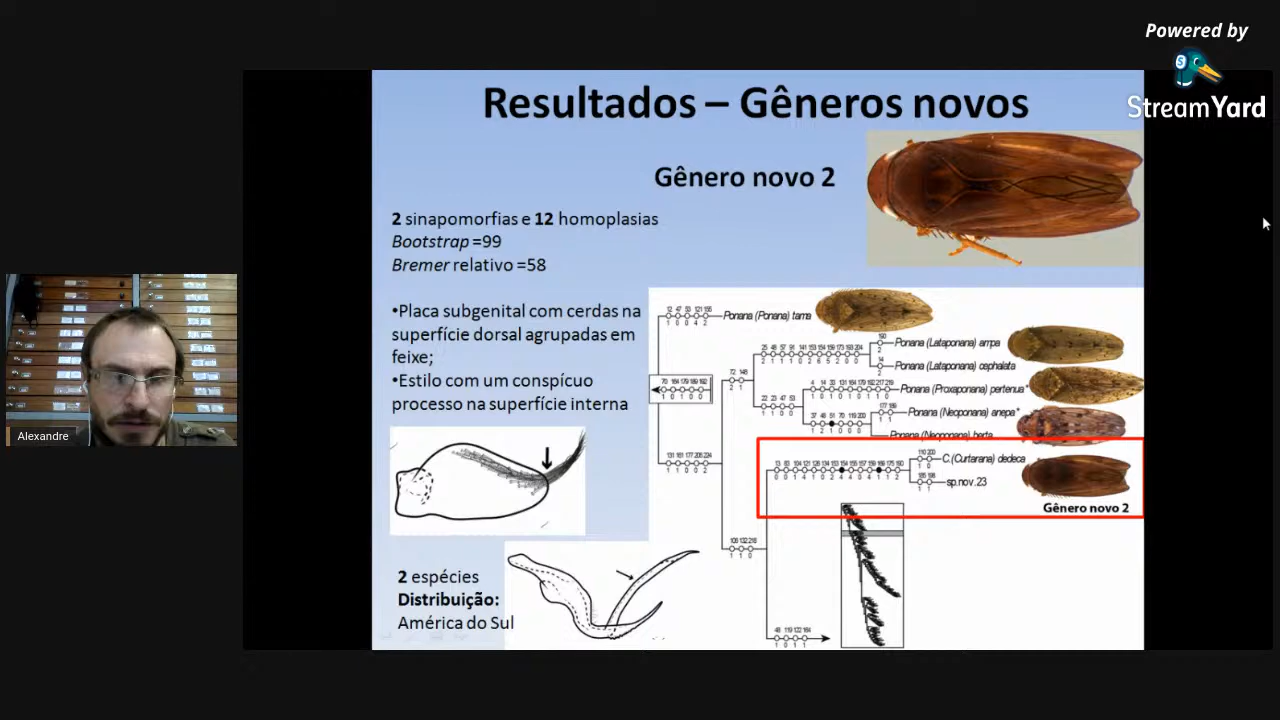 Powered by
StreamYard
Resultados – Gêneros novos
Gênero novo 2
2 sinapomorfias e 12 homoplasias
Bootstrap =99
Bremer relativo =58
•Placa subgenital com cerdas na
superfície dorsal agrupadas em
feixe;
•Estilo com um conspícuo
processo na superfície interna
2 espécies
Distribuição:
América do Sul
Ponana (Ponana) tama
Ponana (Lataponana) ampa
Ponana (Lataponana) cephalata
Ponana (Proxaponana) pertenua*
Ponana (Neoponana) anepa*
Ponana (Neoponana) berta
C.(Curtarana) dedeca
sp.nov.23
Gênero novo 2
Alexandre